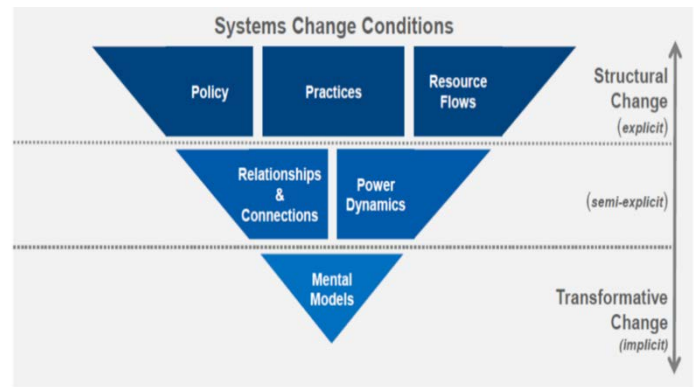 Systems Change Conditions
Policy
Practices
Resource
Flows
Structural
Change
(explicit)
Relationships
&
Connections
Power
Dynamics
(semi-explicit)
Mental
Models
Transformative
Change
(implicit)